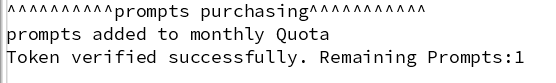 ^^^^^^^^^^prompts purchasing^^^^^^^^^^^
prompts added to monthly Quota
Token verified successfully. Remaining Prompts:1